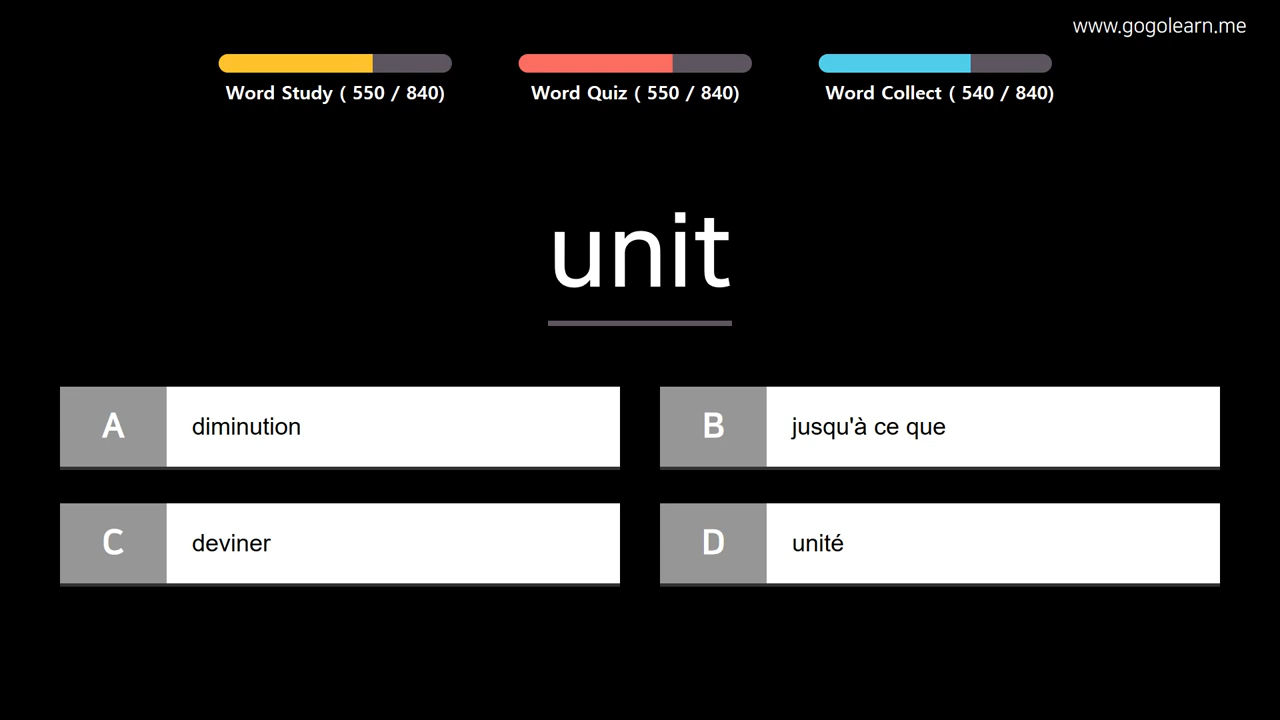 www.gogolearn.me
Word Study ( 550 / 840)
Word Quiz ( 550 / 840)
Word Collect ( 540 / 840)
unit
A diminution
B jusqu'à ce que
C deviner
D unité